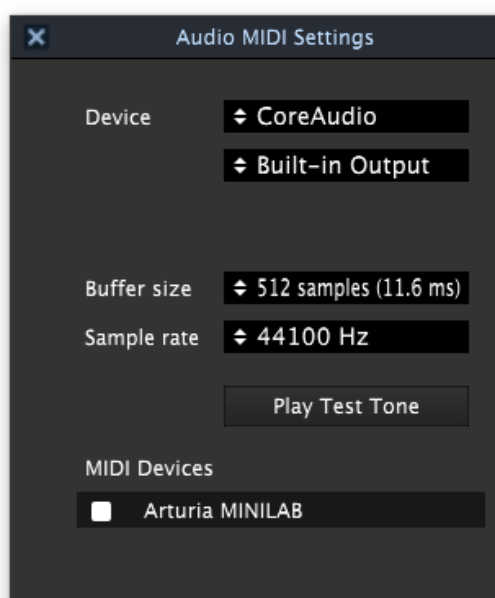 Audio MIDI Settings
Device
CoreAudio
Built-in Output
Buffer size
512 samples (11.6 ms)
Sample rate
44100 Hz
Play Test Tone
MIDI Devices
Arturia MINILAB